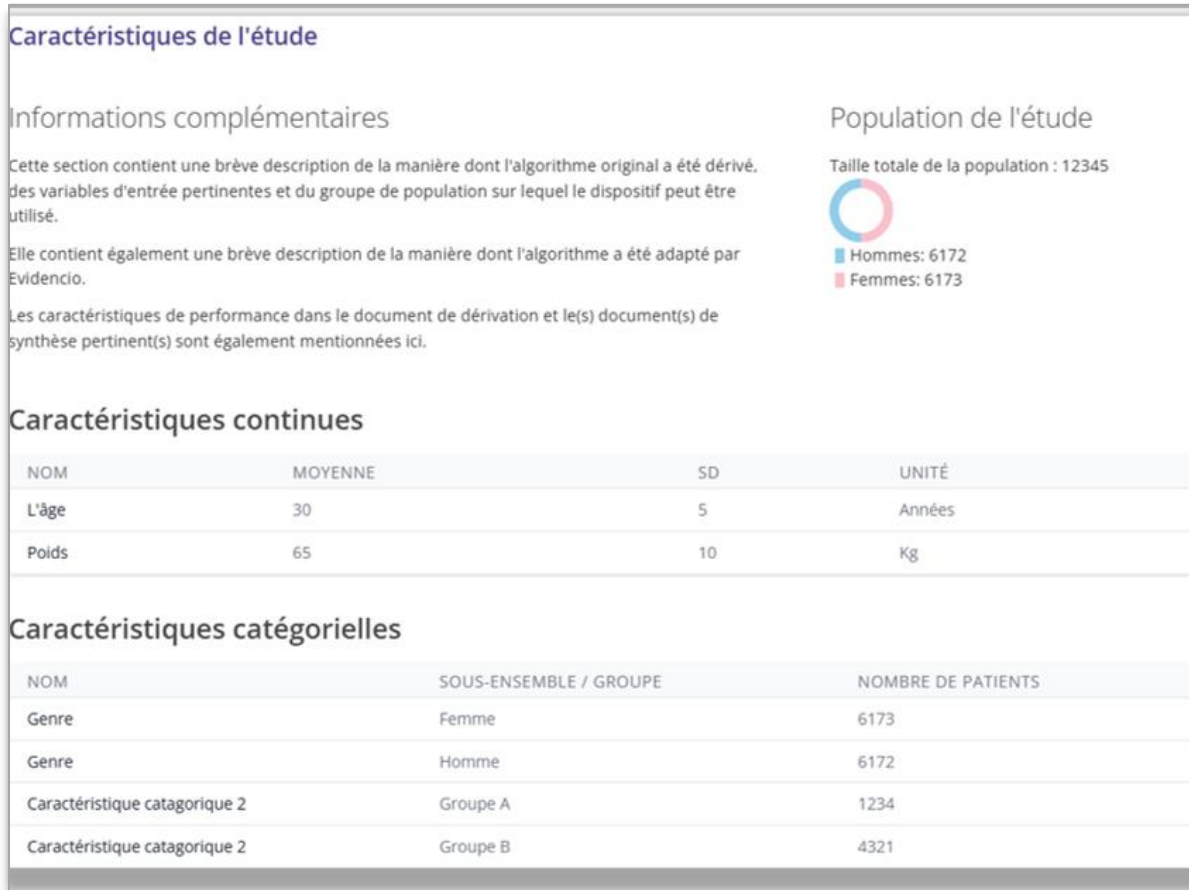 Caractéristiques de l'étude
Informations complémentaires
Cette section contient une brève description de la manière dont l'algorithme original a été dérivé,
des variables d'entrée pertinentes et du groupe de population sur lequel le dispositif peut être
utilisé.
Elle contient également une brève description de la manière dont l'algorithme a été adapté par
Evidencio.
Les caractéristiques de performance dans le document de dérivation et le(s) document(s) de
synthèse pertinent(s) sont également mentionnées ici.
Population de l'étude
Taille totale de la population : 12345
Hommes: 6172
Femmes: 6173
Caractéristiques continues
NOM MOYENNE SD UNITÉ
L'âge 30 5 Années
Poids 65 10 Kg
Caractéristiques catégorielles
NOM SOUS-ENSEMBLE / GROUPE NOMBRE DE PATIENTS
Genre Femme 6173
Genre Homme 6172
Caractéristique catagorique 2 Groupe A 1234
Caractéristique catagorique 2 Groupe B 4321